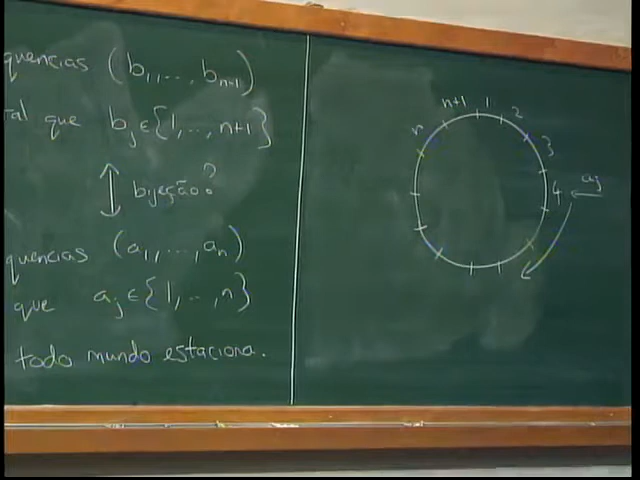 quencias (b1,...,bn-1)
tal que bj∈{1,...,n+1}
↕ bijeção?
quencias (a1,...,an)
que aj∈{1,...,n}
todo mundo estaciona.
n n+1 1 2 3 4 aj